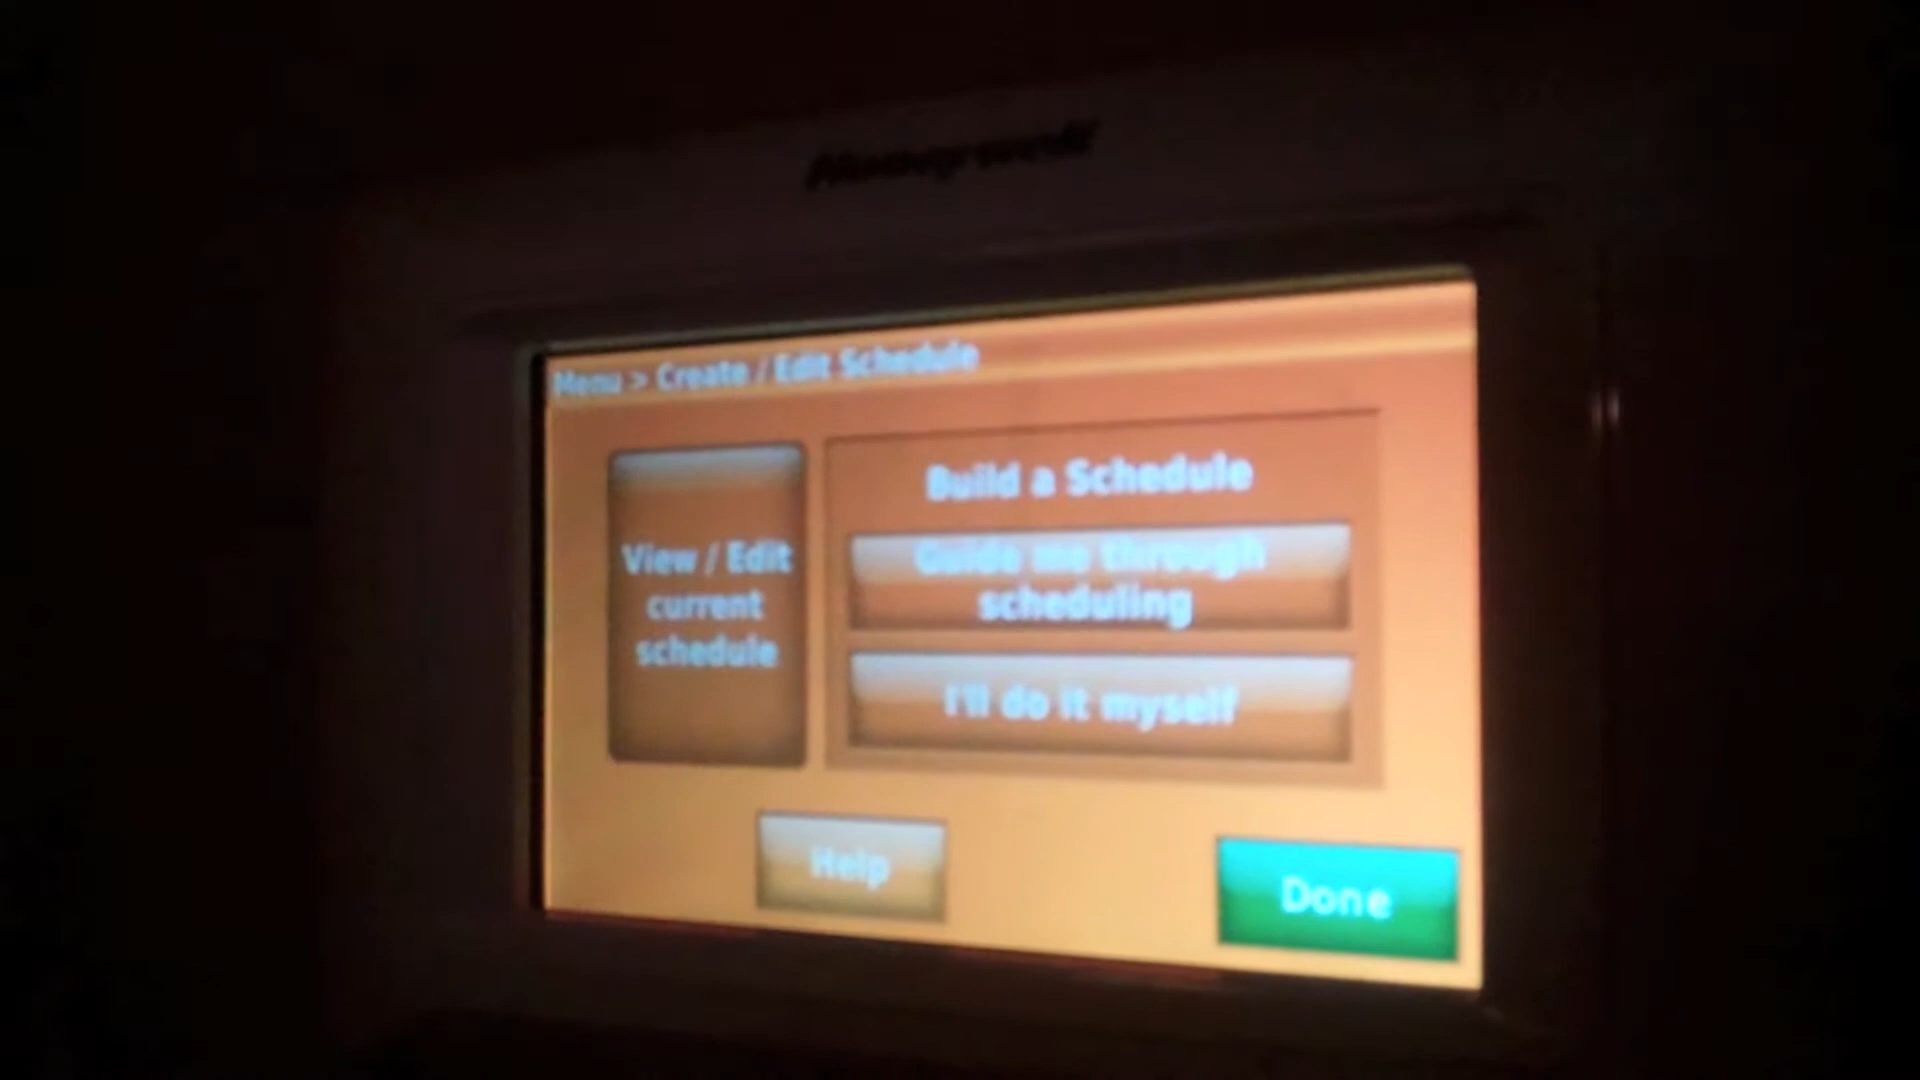 Honeywell
Menu > Create / Edit Schedule
View / Edit
current
schedule
Build a Schedule
Guide me through
scheduling
I'll do it myself
Help
Done